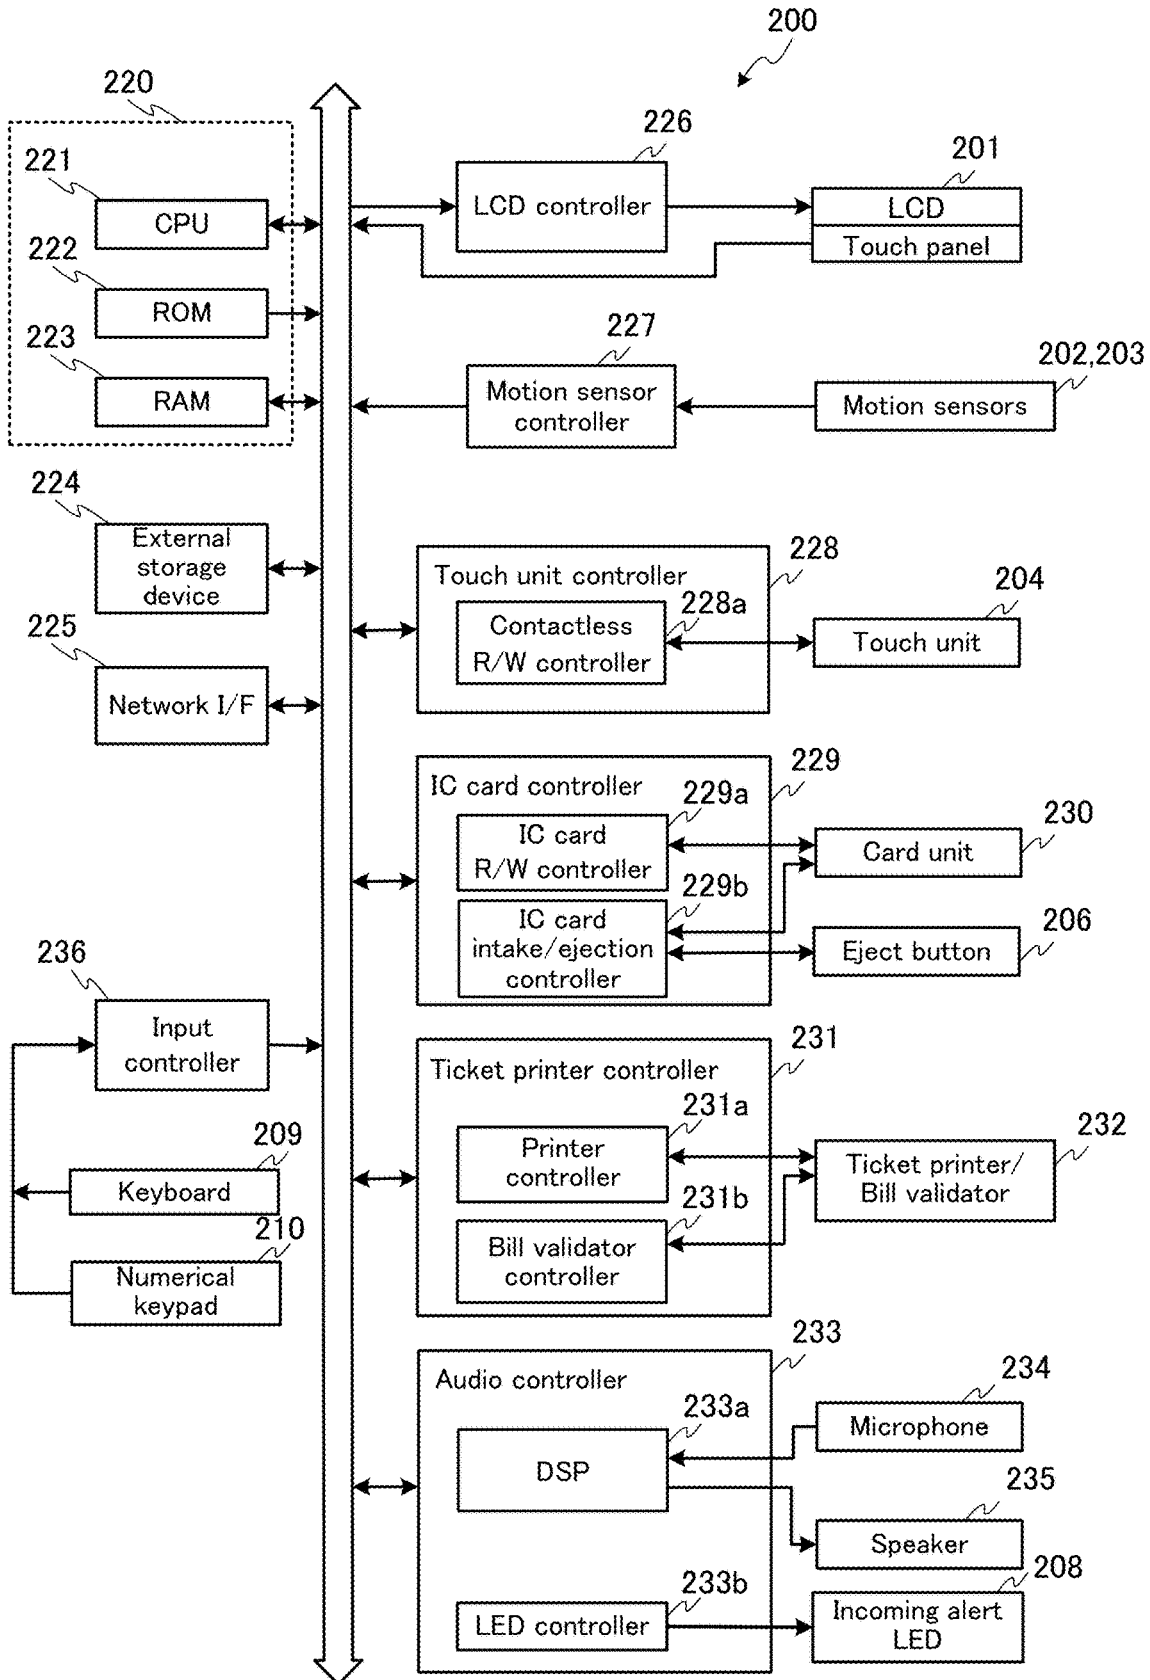 200
220
226
201
221
CPU
LCD controller
LCD
Touch panel
222
ROM
223
RAM
227
Motion sensor
controller
202,203
Motion sensors
224
External
storage
device
228
Touch unit controller
228a
Contactless
R/W controller
204
Touch unit
225
Network I/F
229
IC card controller
229a
IC card
R/W controller
230
Card unit
229b
IC card
intake/ejection
controller
206
Eject button
236
Input
controller
231
Ticket printer controller
231a
Printer
controller
232
Ticket printer/
Bill validator
209
Keyboard
231b
Bill validator
controller
210
Numerical
keypad
233
Audio controller
233a
DSP
234
Microphone
235
Speaker
233b
LED controller
208
Incoming alert
LED